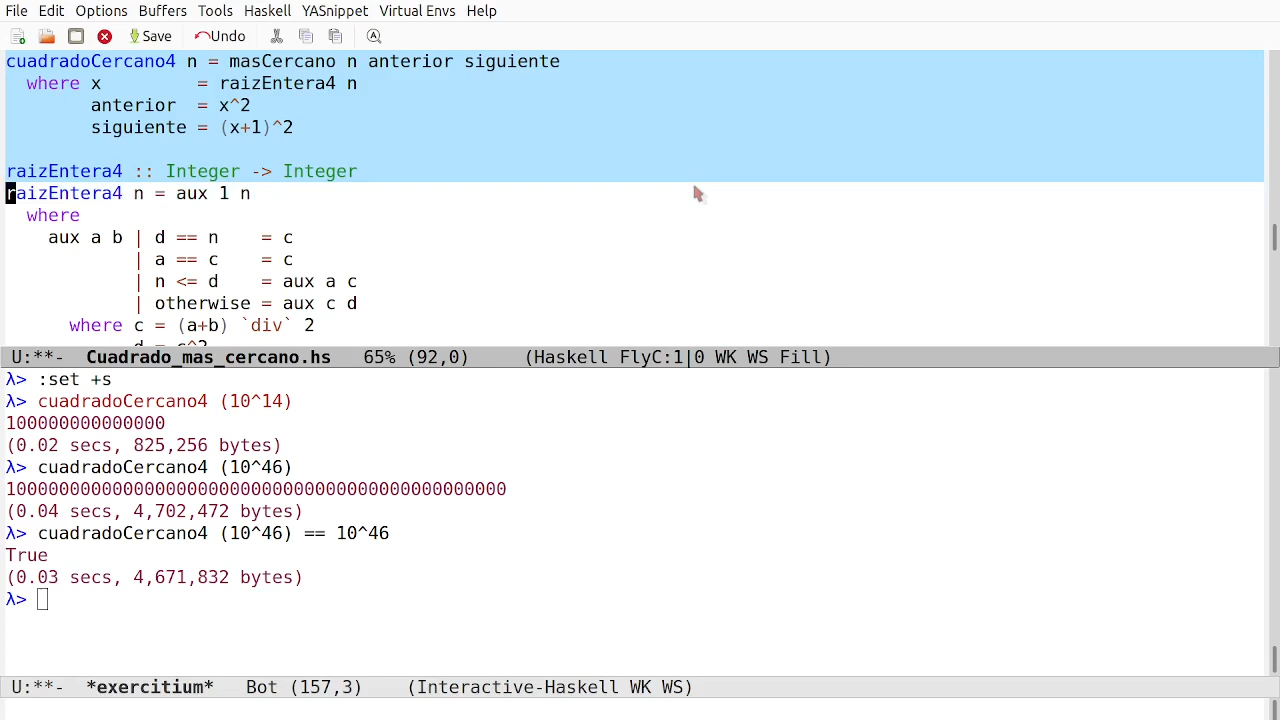 File Edit Options Buffers Tools Haskell YASnippet Virtual Envs Help
Save Undo
cuadradoCercano4 n = masCercano n anterior siguiente
  where x         = raizEntera4 n
        anterior  = x^2
        siguiente = (x+1)^2
raizEntera4 :: Integer -> Integer
raizEntera4 n = aux 1 n
  where
    aux a b | d == n    = c
            | a == c    = c
            | n <= d    = aux a c
            | otherwise = aux c d
      where c = (a+b) `div` 2
            d = c^2
U:**-  Cuadrado_mas_cercano.hs   65% (92,0)     (Haskell FlyC:1|0 WK WS Fill)
λ> :set +s
λ> cuadradoCercano4 (10^14)
100000000000000
(0.02 secs, 825,256 bytes)
λ> cuadradoCercano4 (10^46)
10000000000000000000000000000000000000000000000
(0.04 secs, 4,702,472 bytes)
λ> cuadradoCercano4 (10^46) == 10^46
True
(0.03 secs, 4,671,832 bytes)
λ>
U:**-  *exercitium*   Bot (157,3)    (Interactive-Haskell WK WS)